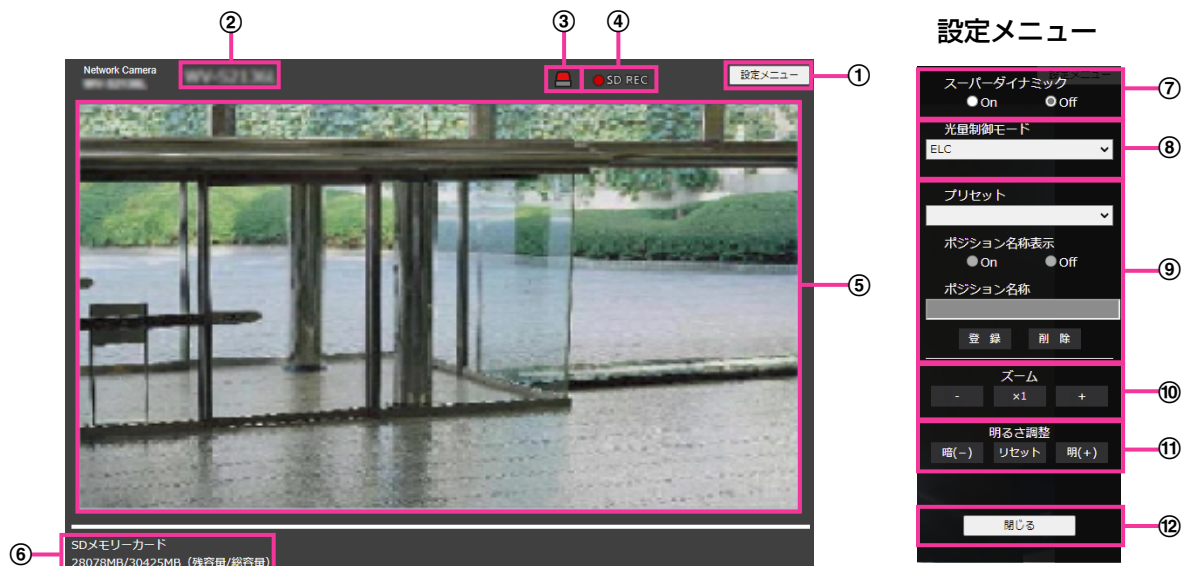 ② ③ ④
設定メニュー
Network Camera
SD REC
設定メニュー
①
⑤
⑥
SDメモリーカード
28078MB/30425MB（残容量/総容量）
スーパーダイナミック
On Off
⑦
光量制御モード
ELC
⑧
プリセット
ポジション名称表示
On Off
⑨
ポジション名称
登 録 削 除
ズーム
- ×1 +
⑩
明るさ調整
暗(−) リセット 明(+)
⑪
閉じる
⑫